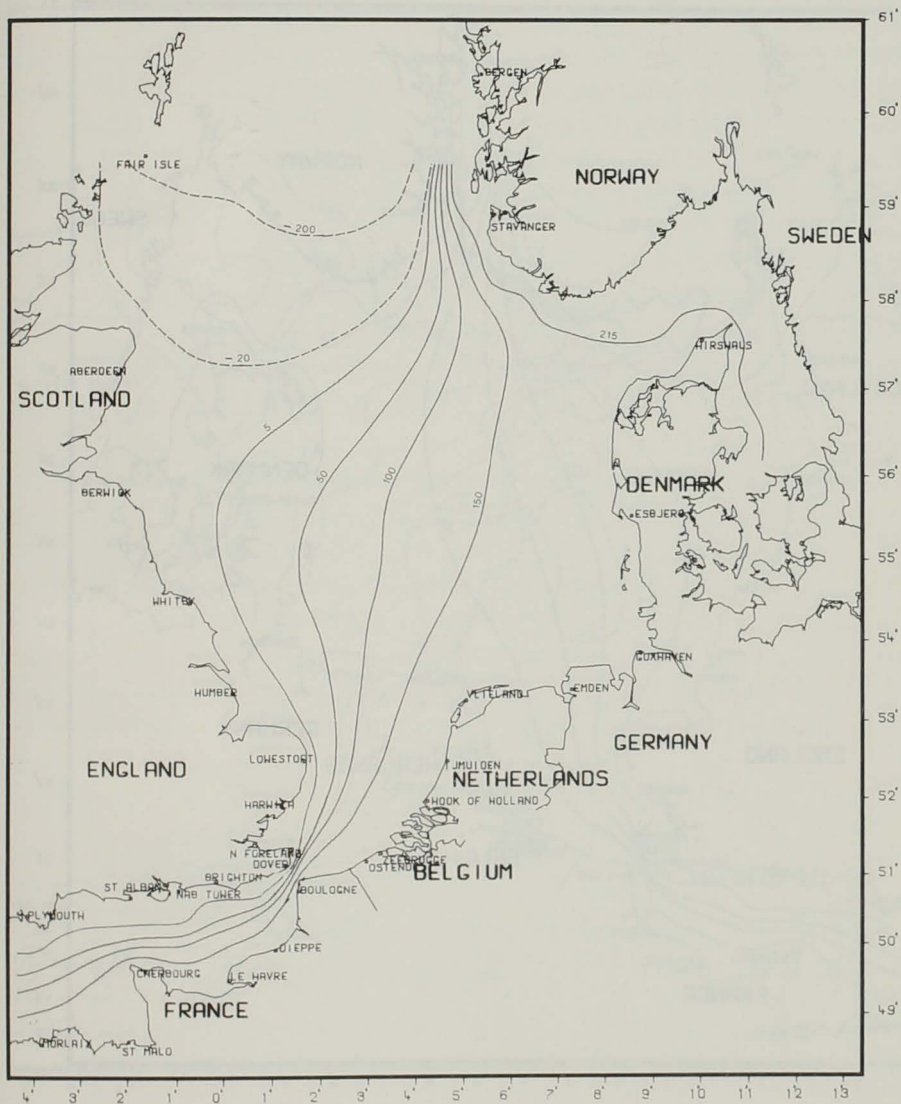 61'
BERGEN
60'
FAIR ISLE
NORWAY
59'
-200
STAVANGER
SWEDEN
58'
215
-20
HIRSHALS
ABERDEEN
57'
SCOTLAND
5
56'
50
100
150
BERWICK
DENMARK
ESBJERG
55'
WHITBY
54'
CUXHAVEN
HUMBER
VLIELAND
EMDEN
53'
GERMANY
LOWESTOFT
ENGLAND
IJMUIDEN
NETHERLANDS
52'
HARWICH
HOOK OF HOLLAND
N FORELAND
DOVER
ZEEBRUGGE
OSTEND
BELGIUM
51'
BRIGHTON
ST ALBANS
NAB TOWER
BOULOGNE
PLYMOUTH
50'
DIEPPE
CHERBOURG
LE HAVRE
FRANCE
49'
MORLAIX
ST MALO
4' 3' 2' 1' 0' 1' 2' 3' 4' 5' 6' 7' 8' 9' 10 11' 12' 13'